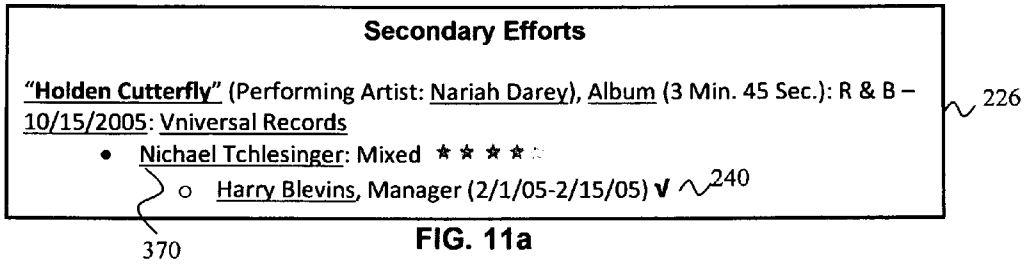 Secondary Efforts
"Holden Cutterfly" (Performing Artist: Nariah Darey), Album (3 Min. 45 Sec.): R & B –
10/15/2005: Vniversal Records
226
• Nichael Tchlesinger: Mixed ★ ★ ★ ★ ☆
○ Harry Blevins, Manager (2/1/05-2/15/05) √ 240
370
FIG. 11a